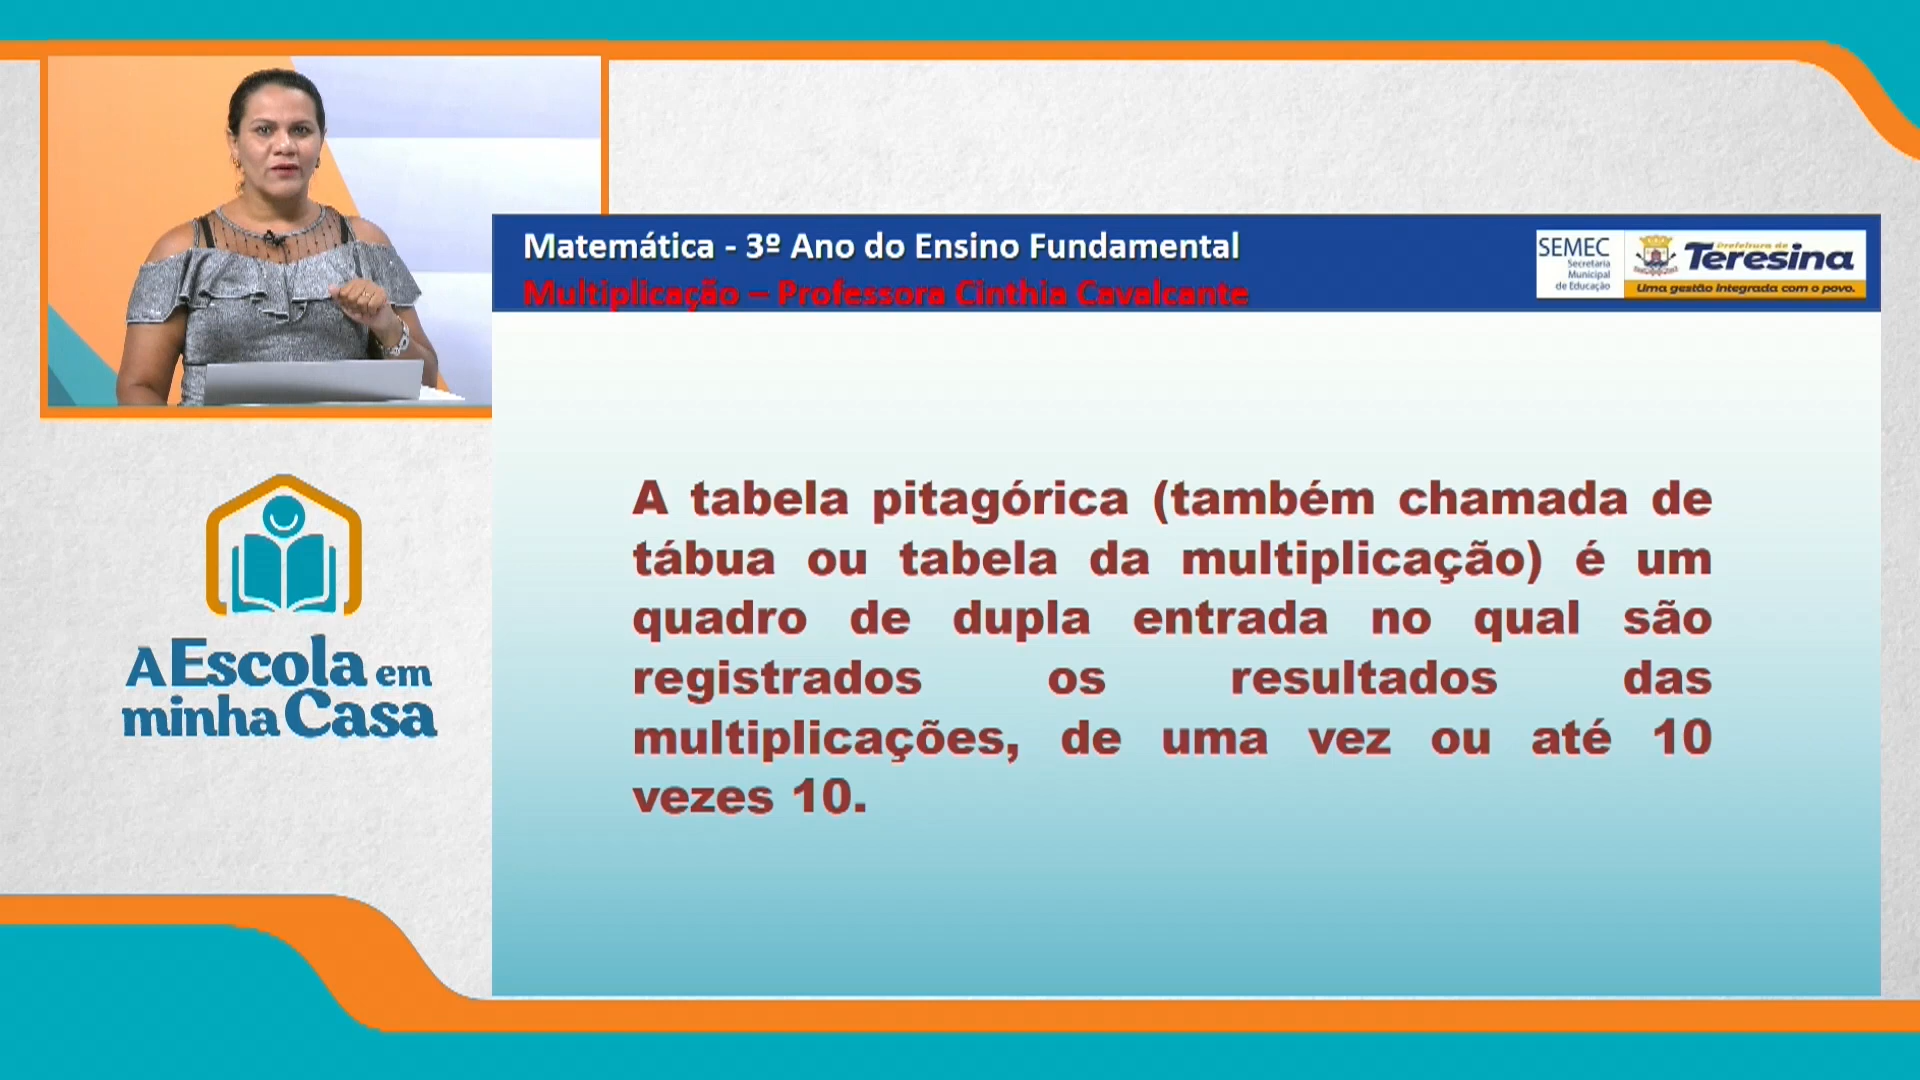 Matemática - 3º Ano do Ensino Fundamental
Multiplicação – Professora Cinthia Cavalcante
SEMEC
Secretaria
Municipal
de Educação
Prefeitura de
Teresina
Uma gestão integrada com o povo.
A tabela pitagórica (também chamada de
tábua ou tabela da multiplicação) é um
quadro de dupla entrada no qual são
registrados os resultados das
multiplicações, de uma vez ou até 10
vezes 10.
A Escola em
minha Casa